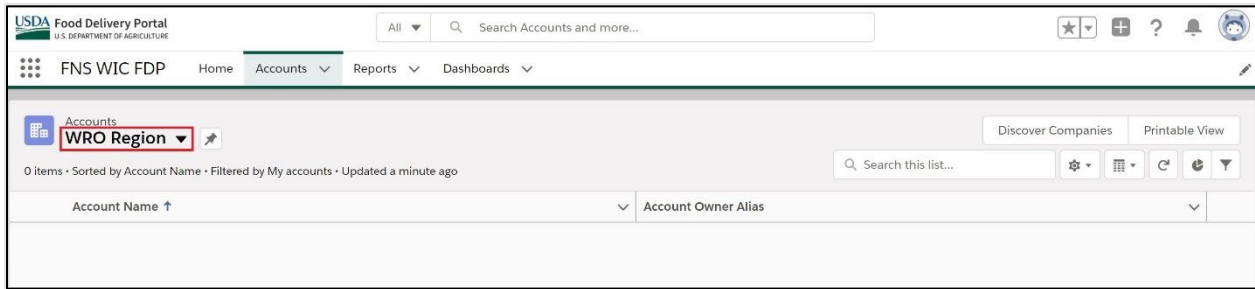 USDA Food Delivery Portal
U.S. DEPARTMENT OF AGRICULTURE
All Search Accounts and more...
FNS WIC FDP Home Accounts Reports Dashboards
Accounts
WRO Region
Discover Companies Printable View
0 items • Sorted by Account Name • Filtered by My accounts • Updated a minute ago
Search this list...
Account Name ↑ Account Owner Alias